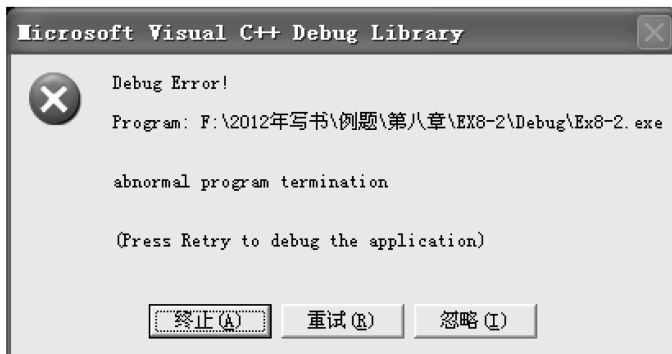 Microsoft Visual C++ Debug Library
Debug Error!
Program: F:\2012年写书\例题\第八章\EX8-2\Debug\Ex8-2.exe
abnormal program termination
(Press Retry to debug the application)
终止(A) 重试(R) 忽略(I)